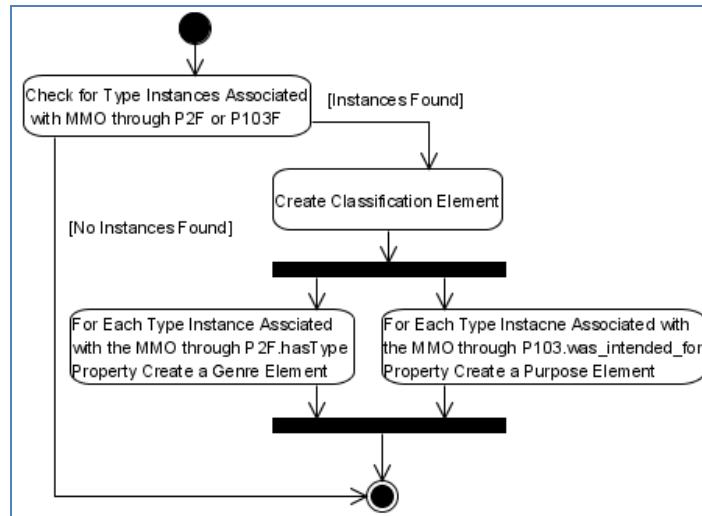 Check for Type Instances Associated
with MMO through P2F or P103F
[Instances Found]
Create Classification Element
[No Instances Found]
For Each Type Instance Assciated
with the MMO through P2F.hasType
Property Create a Genre Element
For Each Type Instacne Associated with
the MMO through P103.was_intended_for
Property Create a Purpose Element